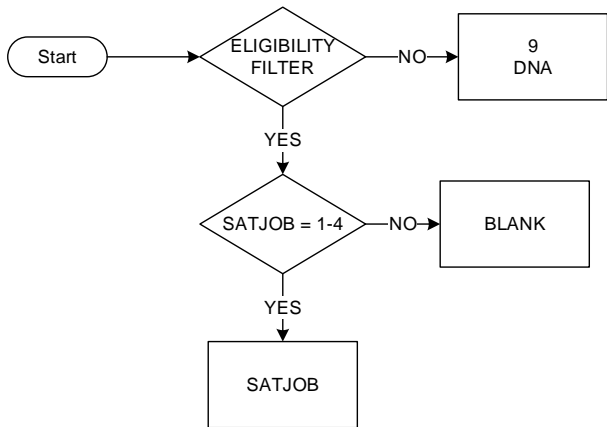 Start
ELIGIBILITY
FILTER
NO
9
DNA
YES
SATJOB = 1-4
NO
BLANK
YES
SATJOB